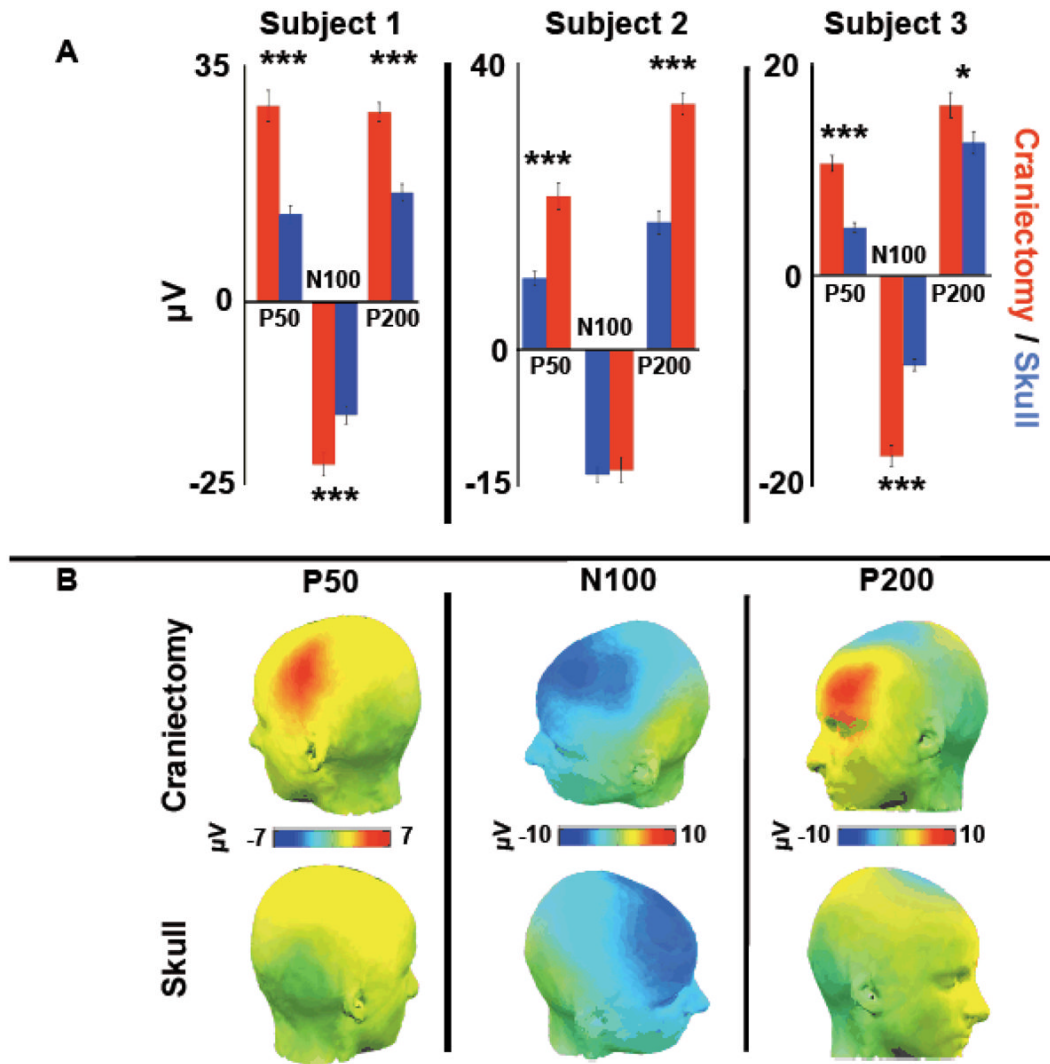 A
Subject 1
Subject 2
Subject 3
35
***
***
0
N100
P50
P200
µV
-25
***
40
***
***
N100
0
P50
P200
-15
20
***
*
N100
0
P50
P200
-20
***
Craniectomy / Skull
B
P50
N100
P200
Craniectomy
µV -7 7
µV -10 10
µV -10 10
Skull